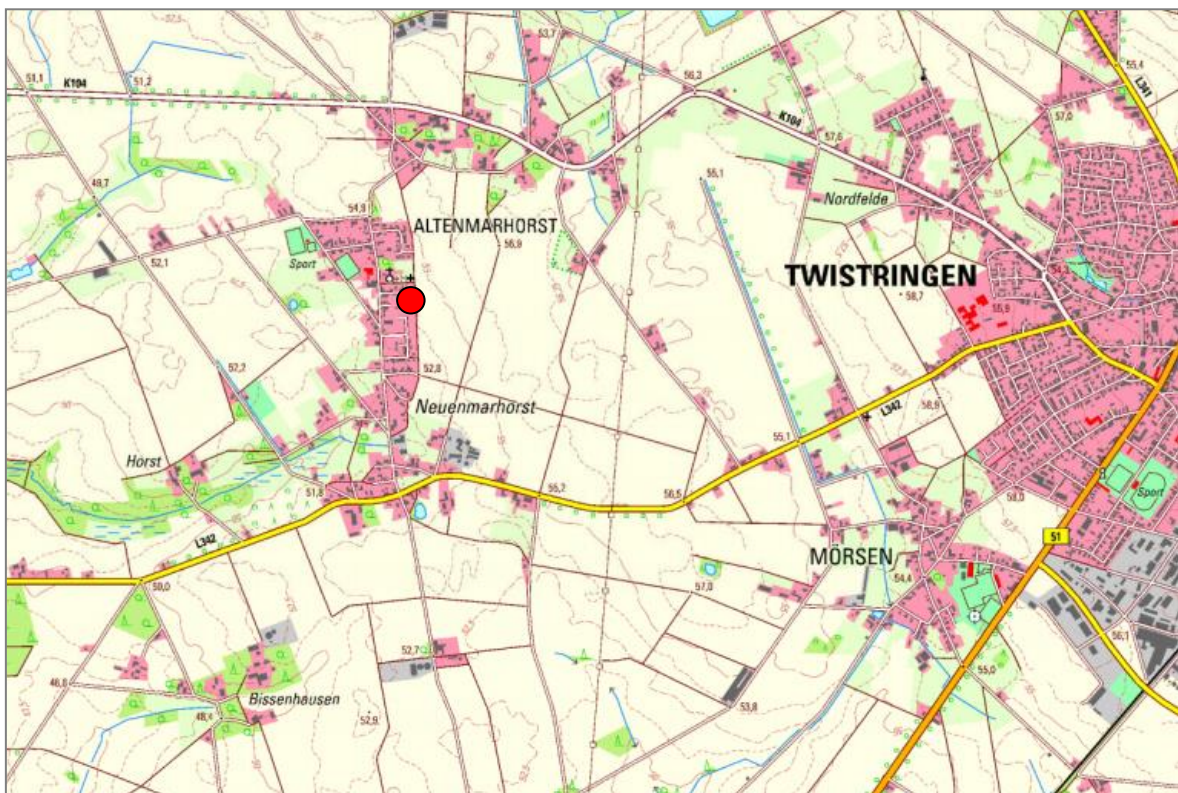 57,5
53,7
55,4
L341
51,1
K104
51,2
56,3
K104
57,6
57,0
49,7
55,1
Nordfelde
54,9
ALTENMARHORST
56,9
Sport
52,1
TWISTRINGEN
58,7
55,9
52,2
52,8
Neuenmarhorst
L342
58,9
55,1
Horst
51,8
55,2
56,5
58,0
Sport
L342
51
MÖRSEN
50,0
57,0
54,4
56,1
52,7
55,0
46,8
Bissenhausen
48,4
52,9
53,8